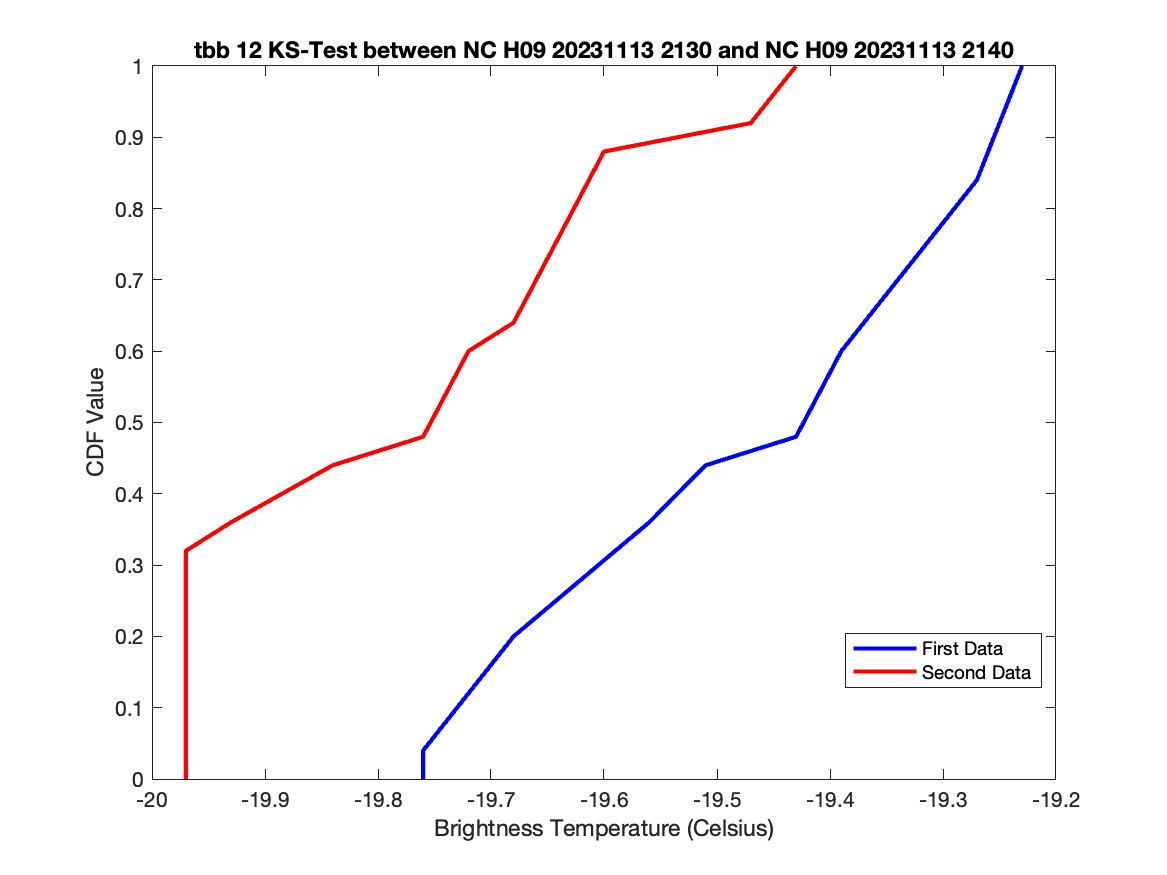 tbb 12 KS-Test between NC H09 20231113 2130 and NC H09 20231113 2140
1
0.9
0.8
0.7
0.6
0.5
0.4
0.3
0.2
0.1
0
CDF Value
First Data
Second Data
-20 -19.9 -19.8 -19.7 -19.6 -19.5 -19.4 -19.3 -19.2
Brightness Temperature (Celsius)